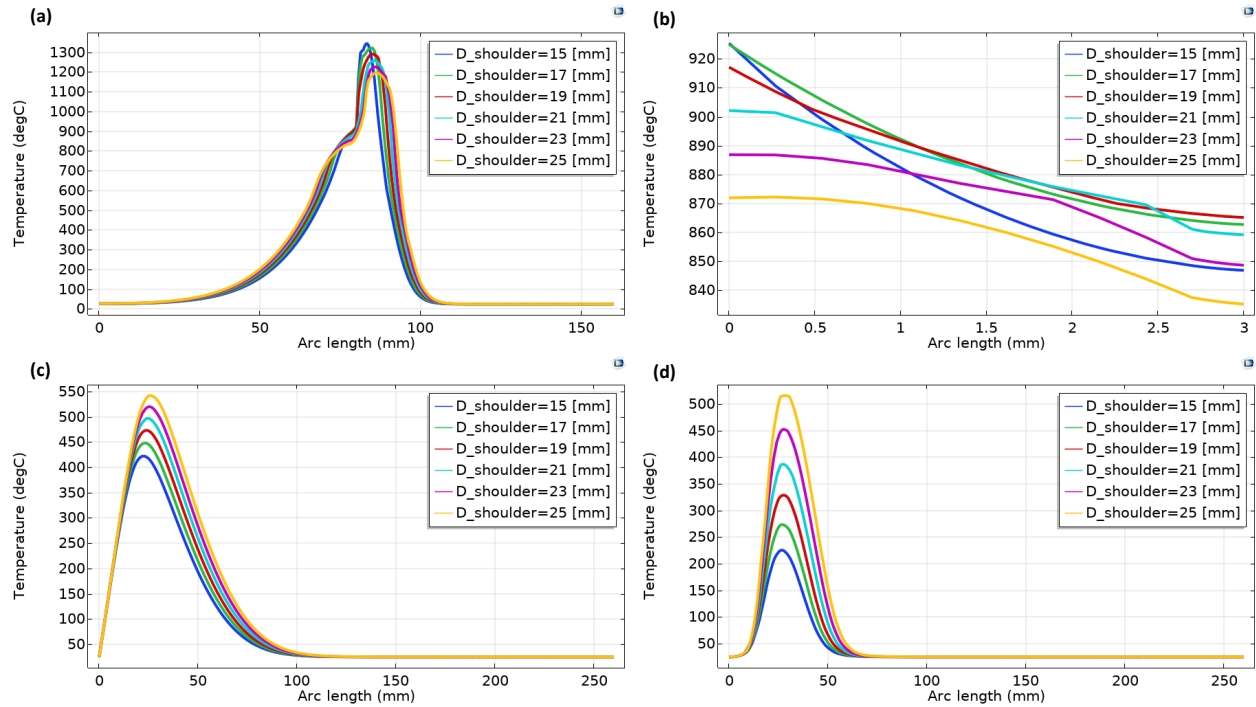 (a)
Temperature (degC)
1300
1200
1100
1000
900
800
700
600
500
400
300
200
100
0
0 50 100 150
Arc length (mm)
D_shoulder=15 [mm]
D_shoulder=17 [mm]
D_shoulder=19 [mm]
D_shoulder=21 [mm]
D_shoulder=23 [mm]
D_shoulder=25 [mm]
(b)
Temperature (degC)
920
910
900
890
880
870
860
850
840
0 0.5 1 1.5 2 2.5 3
Arc length (mm)
D_shoulder=15 [mm]
D_shoulder=17 [mm]
D_shoulder=19 [mm]
D_shoulder=21 [mm]
D_shoulder=23 [mm]
D_shoulder=25 [mm]
(c)
Temperature (degC)
550
500
450
400
350
300
250
200
150
100
50
0 50 100 150 200 250
Arc length (mm)
D_shoulder=15 [mm]
D_shoulder=17 [mm]
D_shoulder=19 [mm]
D_shoulder=21 [mm]
D_shoulder=23 [mm]
D_shoulder=25 [mm]
(d)
Temperature (degC)
500
450
400
350
300
250
200
150
100
50
0 50 100 150 200 250
Arc length (mm)
D_shoulder=15 [mm]
D_shoulder=17 [mm]
D_shoulder=19 [mm]
D_shoulder=21 [mm]
D_shoulder=23 [mm]
D_shoulder=25 [mm]